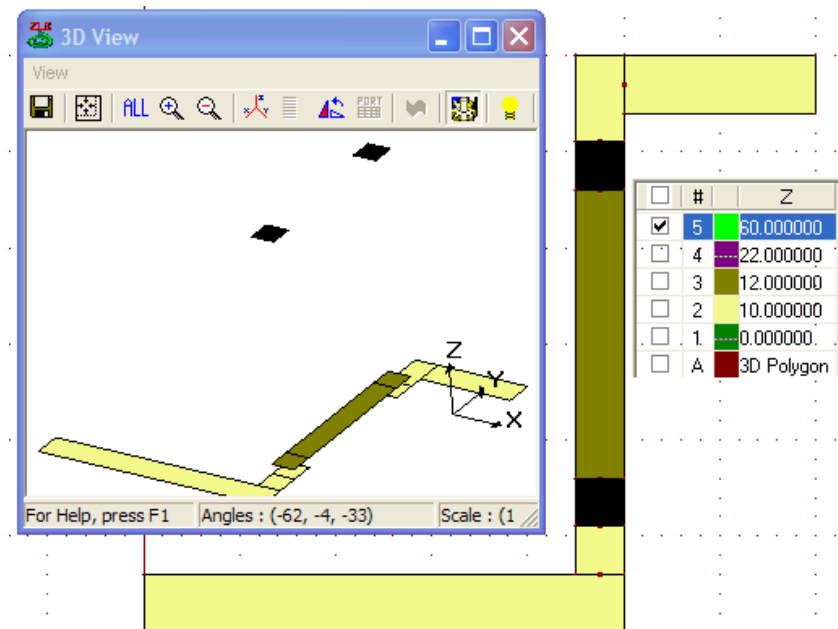 ZLR
3D View
View
ALL PORT
Z
Y
X
For Help, press F1 Angles : (-62, -4, -33) Scale : (1
# Z
5 60.000000
4 22.000000
3 12.000000
2 10.000000
1 0.000000
A 3D Polygon